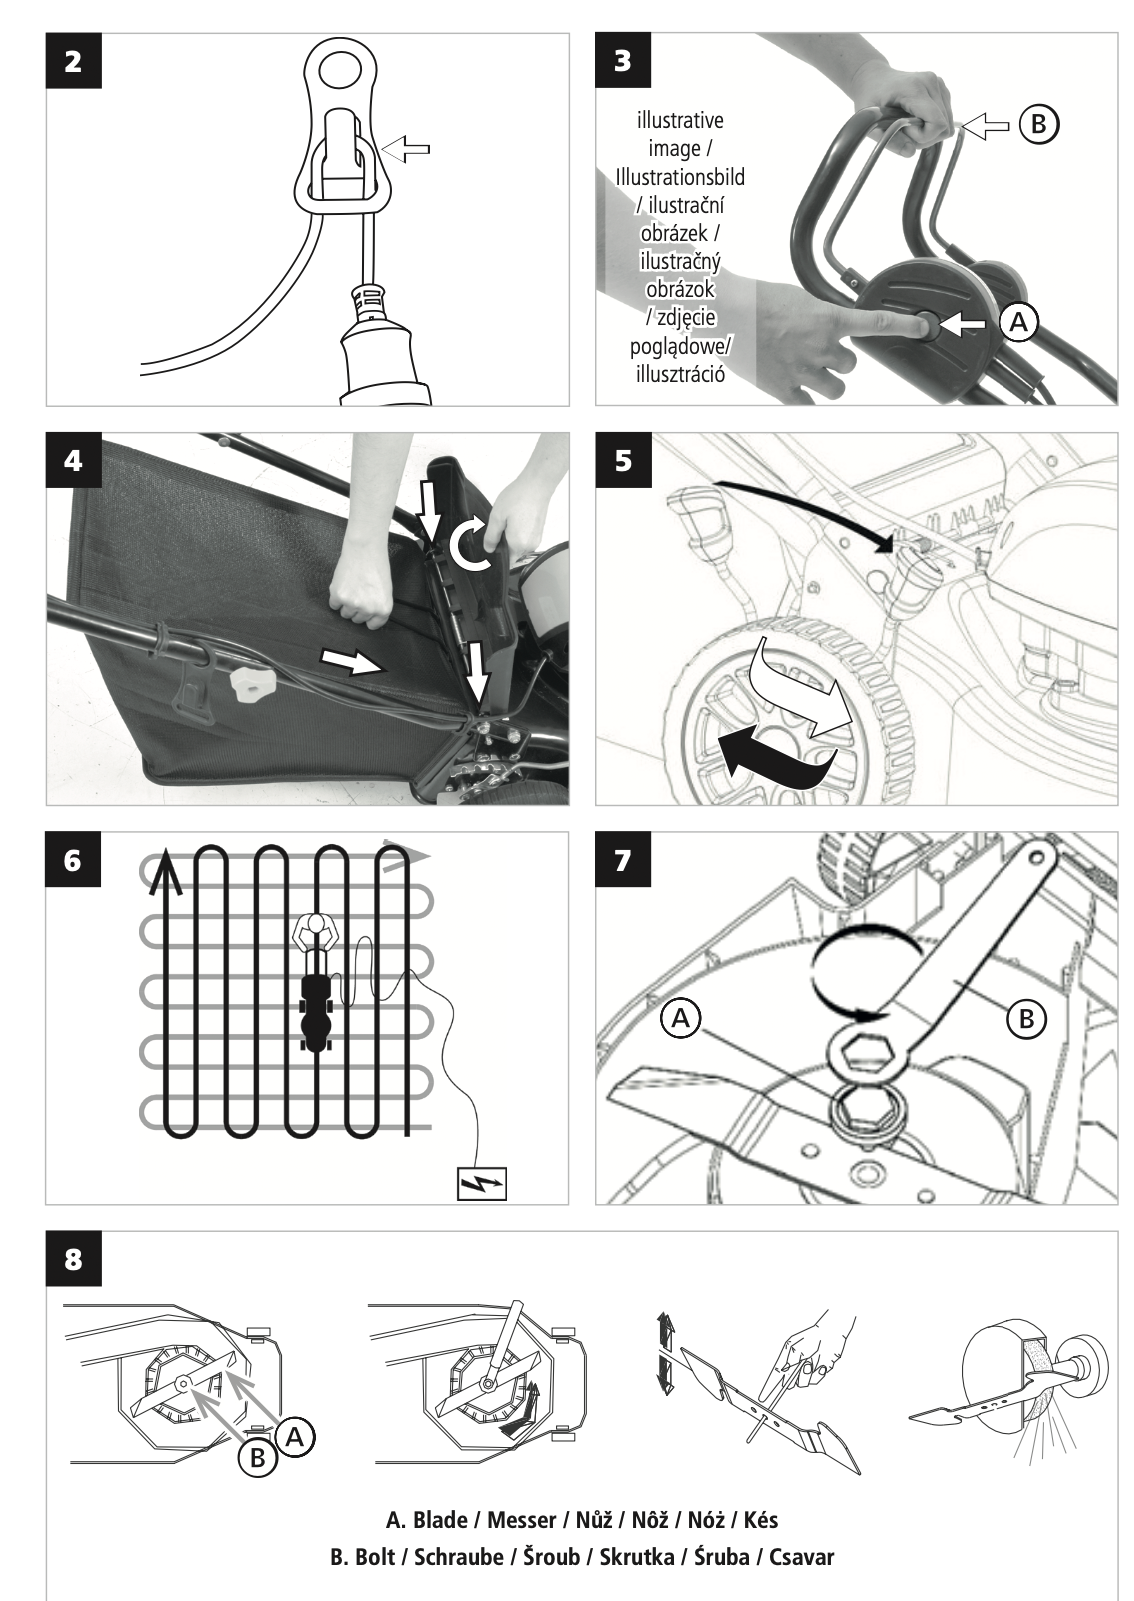 2
3
illustrative
image /
Illustrationsbild
/ ilustrační
obrázek /
ilustračný
obrázok
/ zdjęcie
poglądowe/
illusztráció
B
A
4
5
6
7
A
B
8
A
B
A. Blade / Messer / Nůž / Nôž / Nóż / Kés
B. Bolt / Schraube / Šroub / Skrutka / Śruba / Csavar